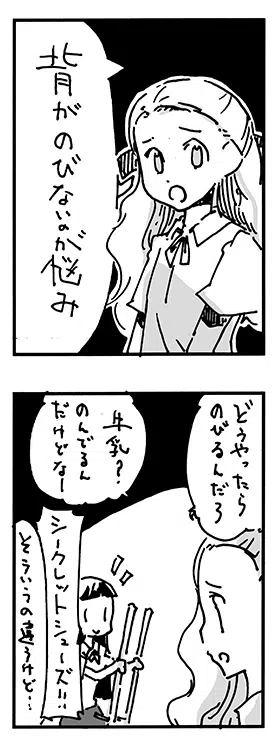 背が
のびないのが
悩み
どうやったら
のびるんだろ
牛乳？
のんでるん
だけどなー
シークレットシューズ!!
そういうの違うけど…